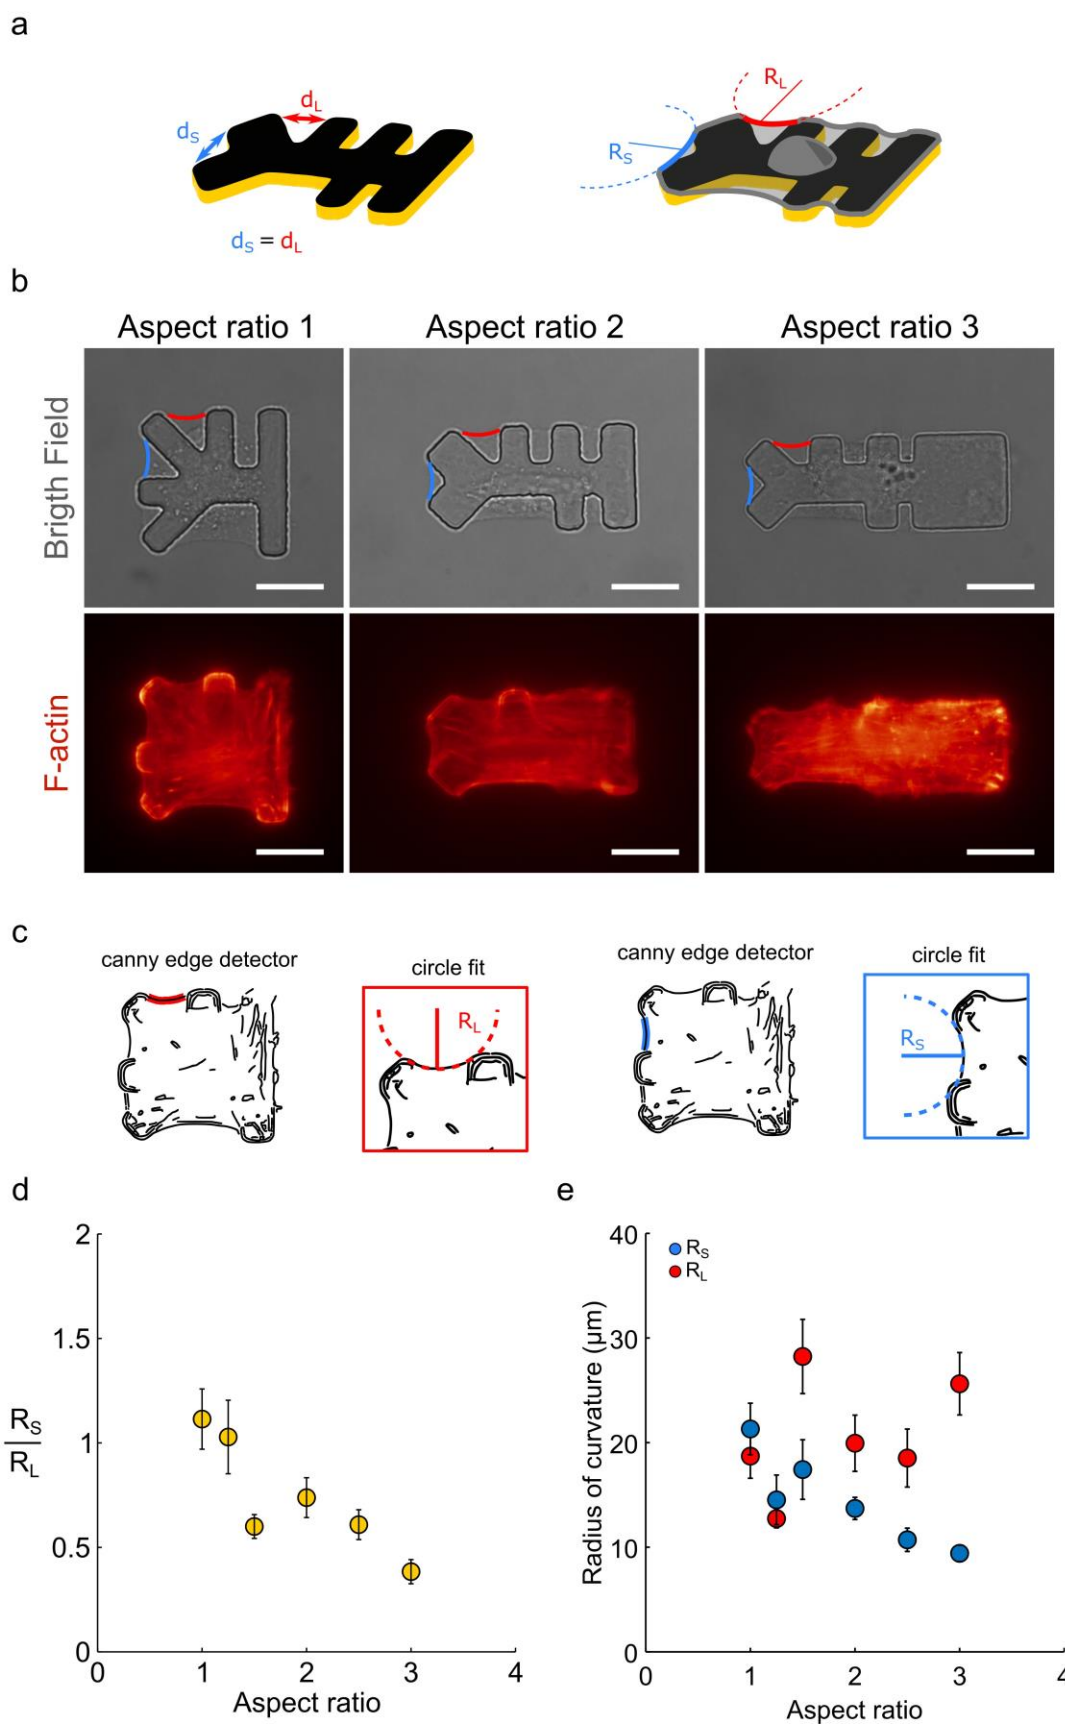 a
d_S
d_L
d_S = d_L
R_S
R_L
b
Aspect ratio 1
Aspect ratio 2
Aspect ratio 3
Brigth Field
F-actin
c
canny edge detector
circle fit
R_L
canny edge detector
circle fit
R_S
d
2
1.5
1
0.5
0
R_S
R_L
0
1
2
3
4
Aspect ratio
e
R_S
R_L
40
30
20
10
0
Radius of curvature (µm)
0
1
2
3
4
Aspect ratio